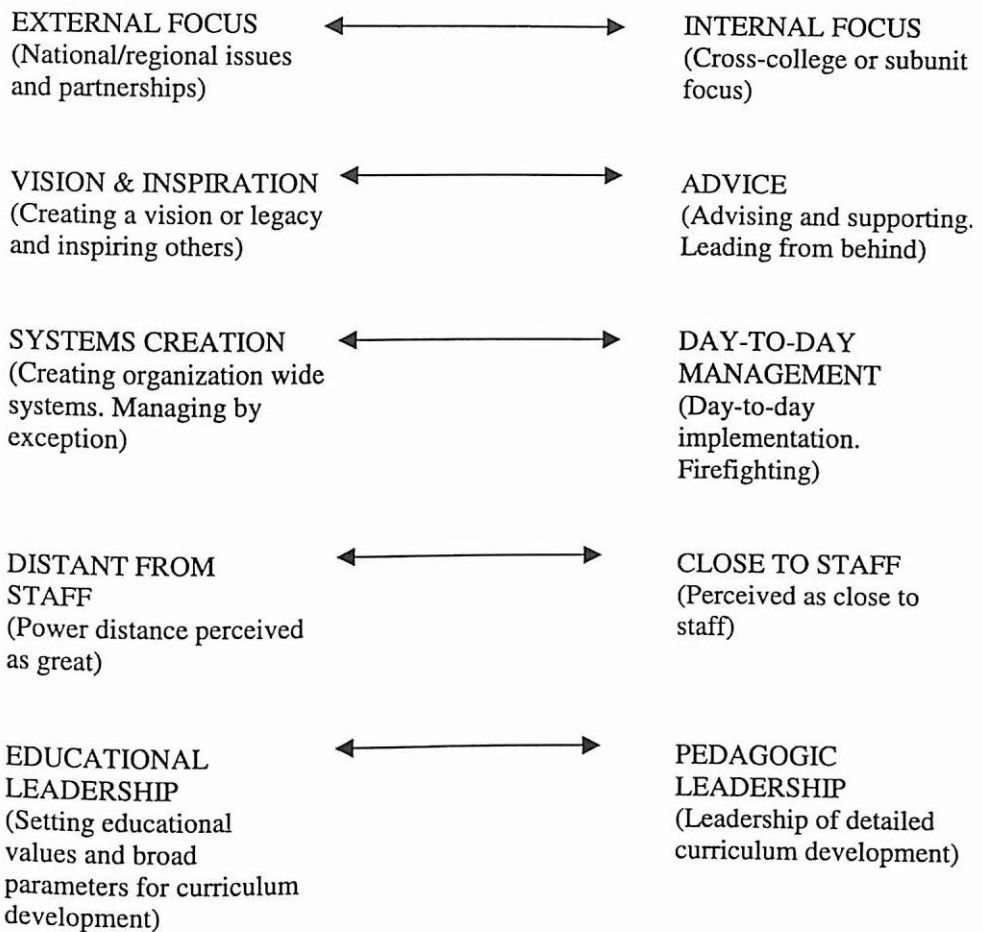 EXTERNAL FOCUS
(National/regional issues
and partnerships)
INTERNAL FOCUS
(Cross-college or subunit
focus)
VISION & INSPIRATION
(Creating a vision or legacy
and inspiring others)
ADVICE
(Advising and supporting.
Leading from behind)
SYSTEMS CREATION
(Creating organization wide
systems. Managing by
exception)
DAY-TO-DAY
MANAGEMENT
(Day-to-day
implementation.
Firefighting)
DISTANT FROM
STAFF
(Power distance perceived
as great)
CLOSE TO STAFF
(Perceived as close to
staff)
EDUCATIONAL
LEADERSHIP
(Setting educational
values and broad
parameters for curriculum
development)
PEDAGOGIC
LEADERSHIP
(Leadership of detailed
curriculum development)